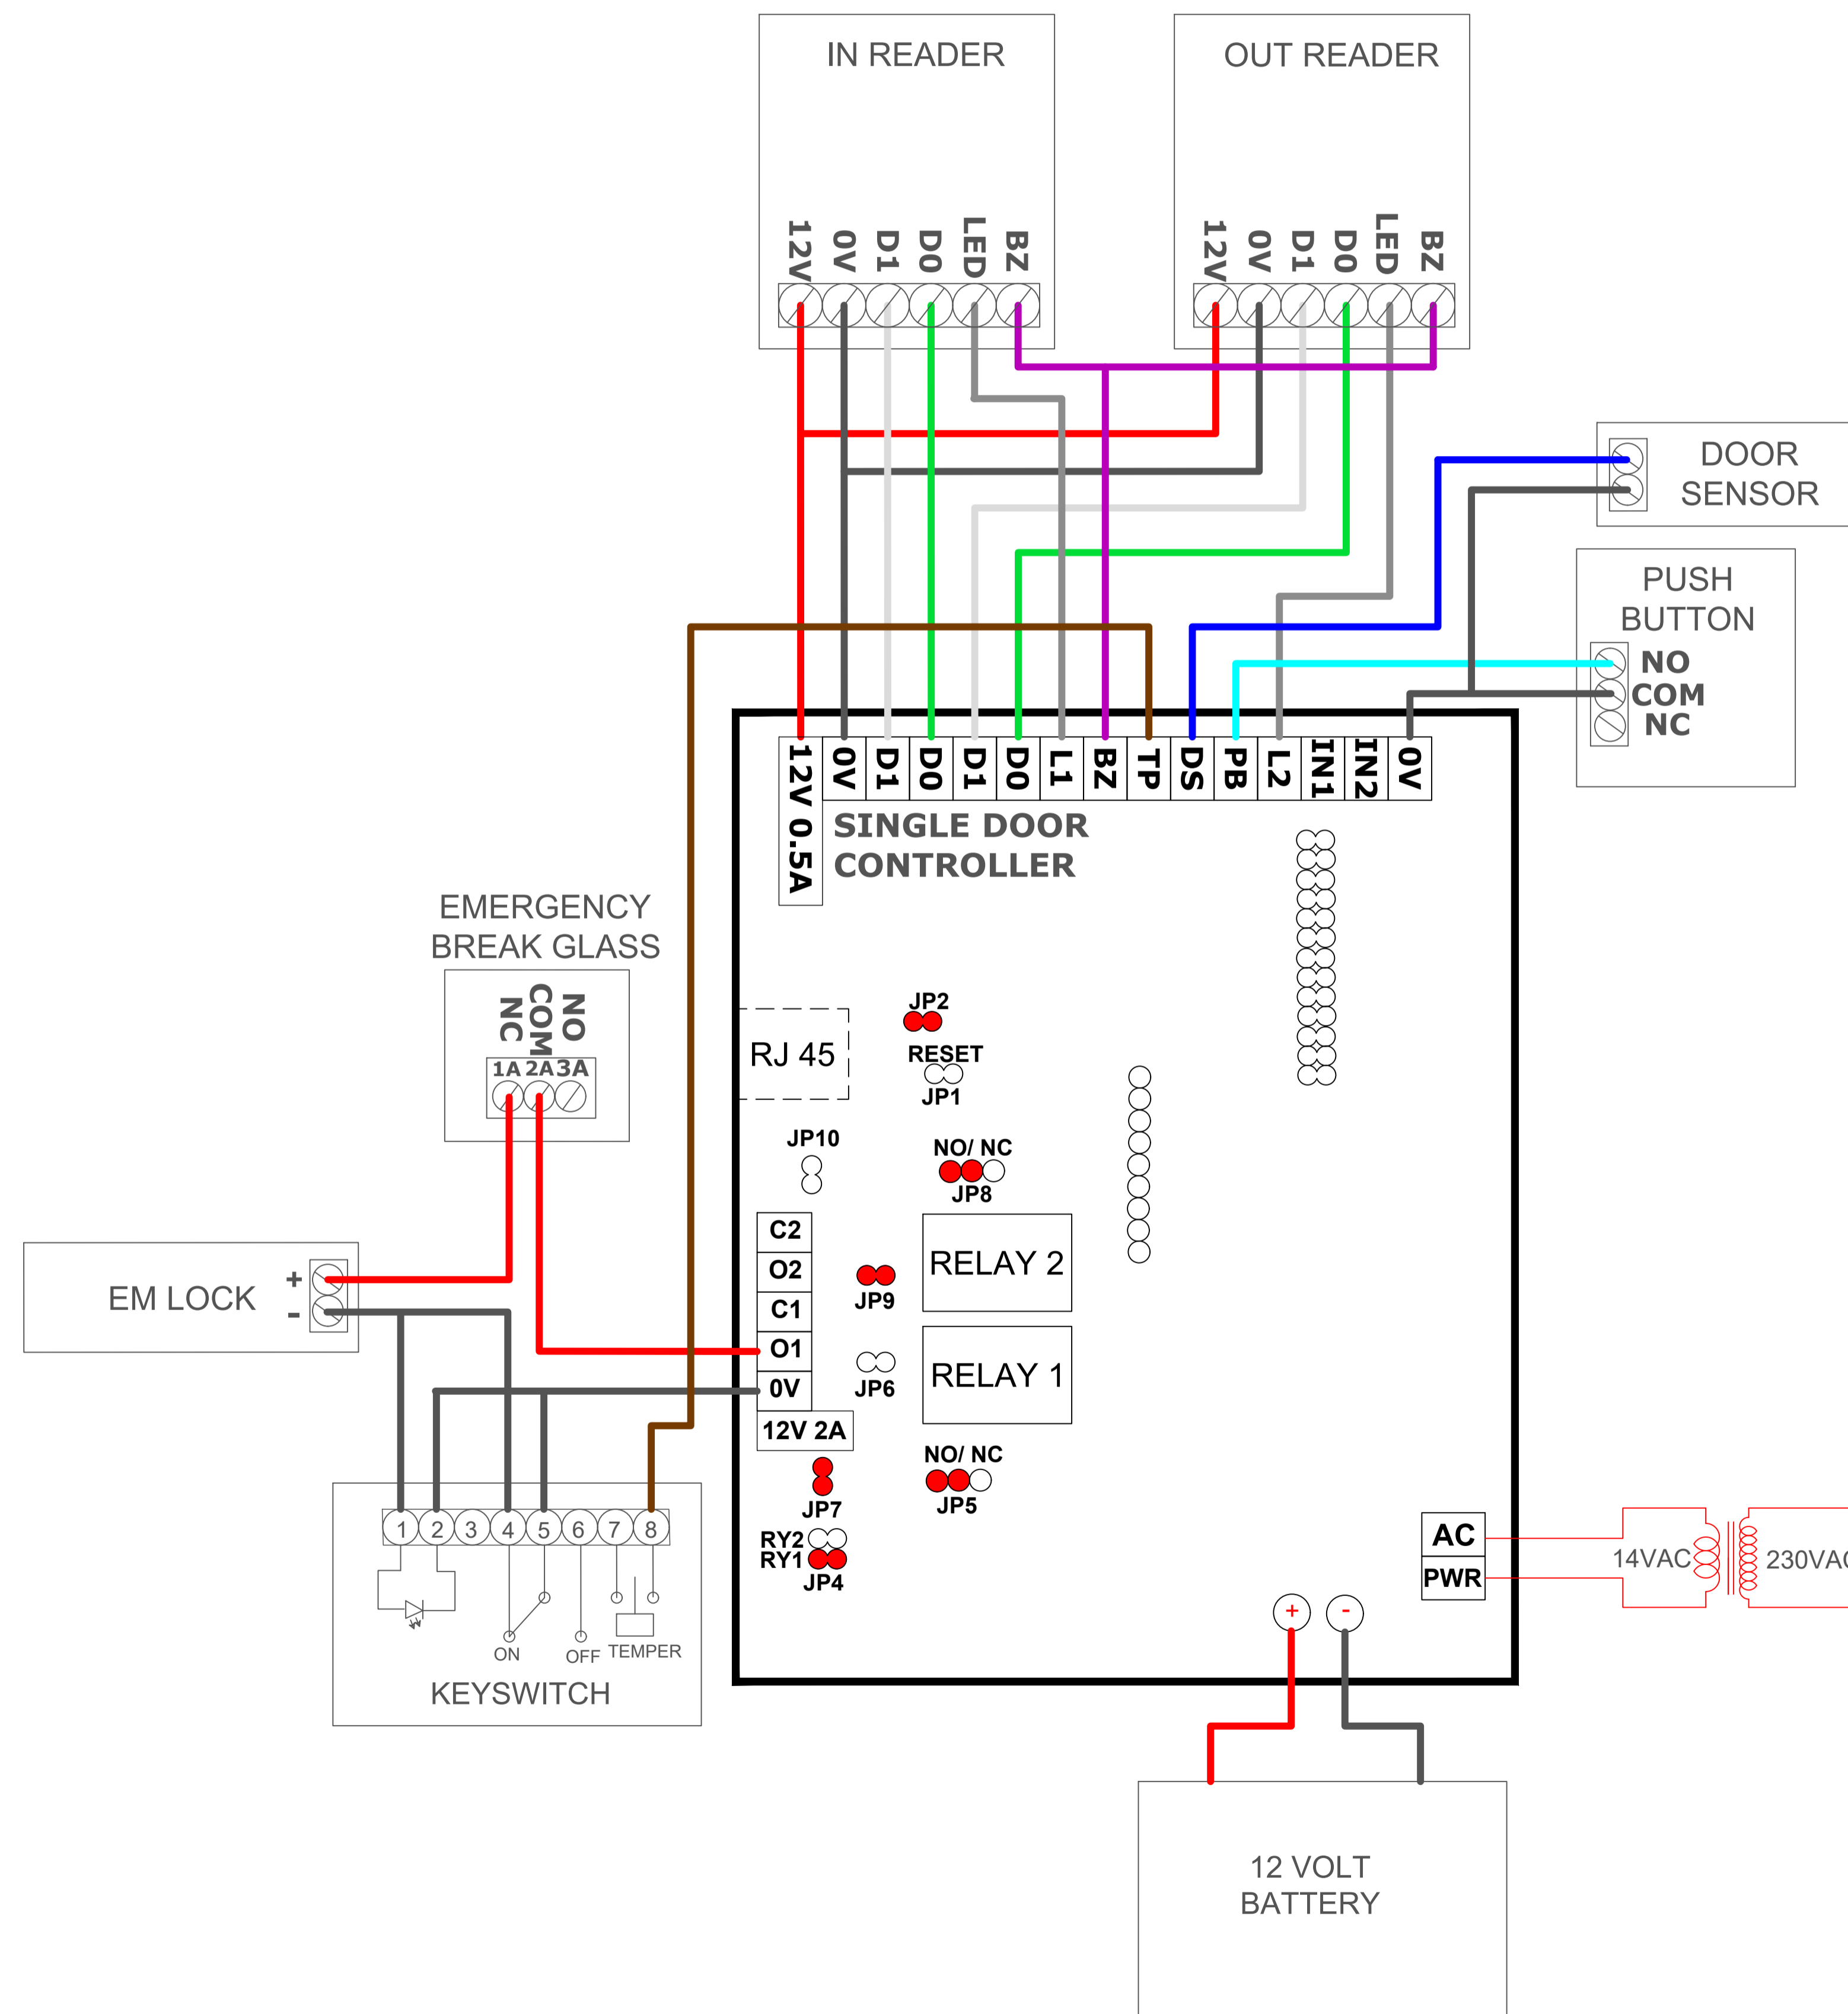 IN READER
OUT READER
12V
0V
D1
D0
LED
BZ
12V
0V
D1
D0
LED
BZ
DOOR
SENSOR
PUSH
BUTTON
NO
COM
NC
12V 0.5A
0V
D1
D0
D1
D0
L1
BZ
TP
DS
PB
L2
IN1
IN2
0V
SINGLE DOOR
CONTROLLER
EMERGENCY
BREAK GLASS
NC
COM
NO
1A 2A 3A
RJ 45
JP2
RESET
JP1
JP10
NO/ NC
JP8
C2
O2
C1
O1
0V
12V 2A
RELAY 2
JP9
RELAY 1
JP6
EM LOCK
+
-
NO/ NC
JP5
JP7
RY2
RY1
JP4
1 2 3 4 5 6 7 8
ON
OFF
TEMPER
KEYSWITCH
AC
PWR
14VAC
230VAC
+
-
12 VOLT
BATTERY